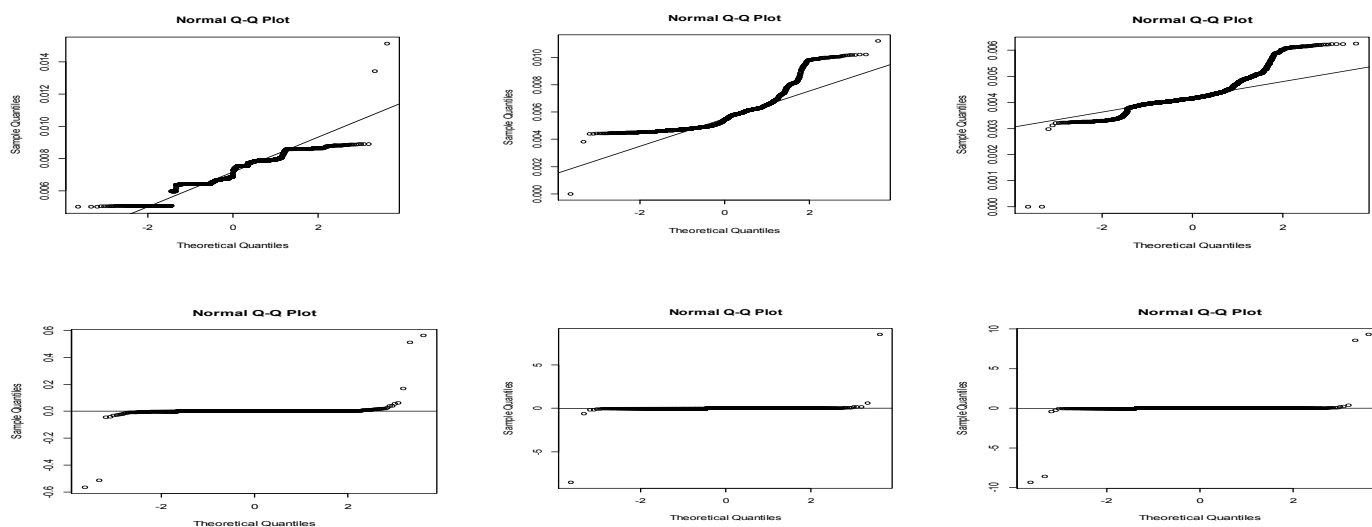 Normal Q-Q Plot
Sample Quantiles
0.014
0.012
0.010
0.008
0.006
-2 0 2
Theoretical Quantiles
Normal Q-Q Plot
Sample Quantiles
0.010
0.008
0.006
0.004
0.002
0.000
-2 0 2
Theoretical Quantiles
Normal Q-Q Plot
Sample Quantiles
0.006
0.005
0.004
0.003
0.002
0.001
0.000
-2 0 2
Theoretical Quantiles
Normal Q-Q Plot
Sample Quantiles
0.6
0.4
0.2
0.0
-0.2
-0.4
-0.6
-2 0 2
Theoretical Quantiles
Normal Q-Q Plot
Sample Quantiles
5
0
-5
-2 0 2
Theoretical Quantiles
Normal Q-Q Plot
Sample Quantiles
10
5
0
-5
-10
-2 0 2
Theoretical Quantiles